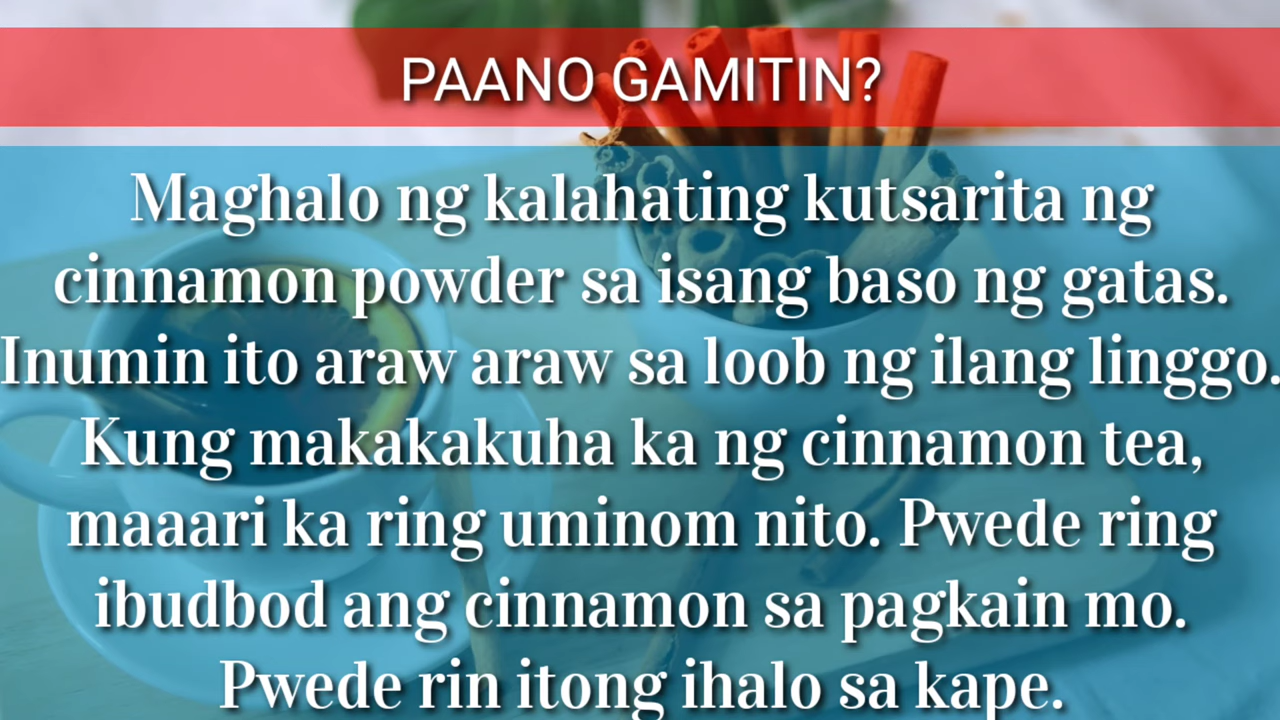 PAANO GAMITIN?
Maghalo ng kalahating kutsarita ng
cinnamon powder sa isang baso ng gatas.
Inumin ito araw araw sa loob ng ilang linggo.
Kung makakakuha ka ng cinnamon tea,
maaari ka ring uminom nito. Pwede ring
ibudbod ang cinnamon sa pagkain mo.
Pwede rin itong ihalo sa kape.